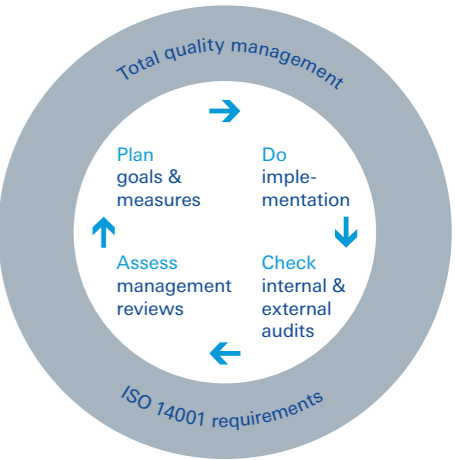 Total quality management
Plan
goals &
measures
Do
imple-
mentation
Check
internal &
external
audits
Assess
management
reviews
ISO 14001 requirements